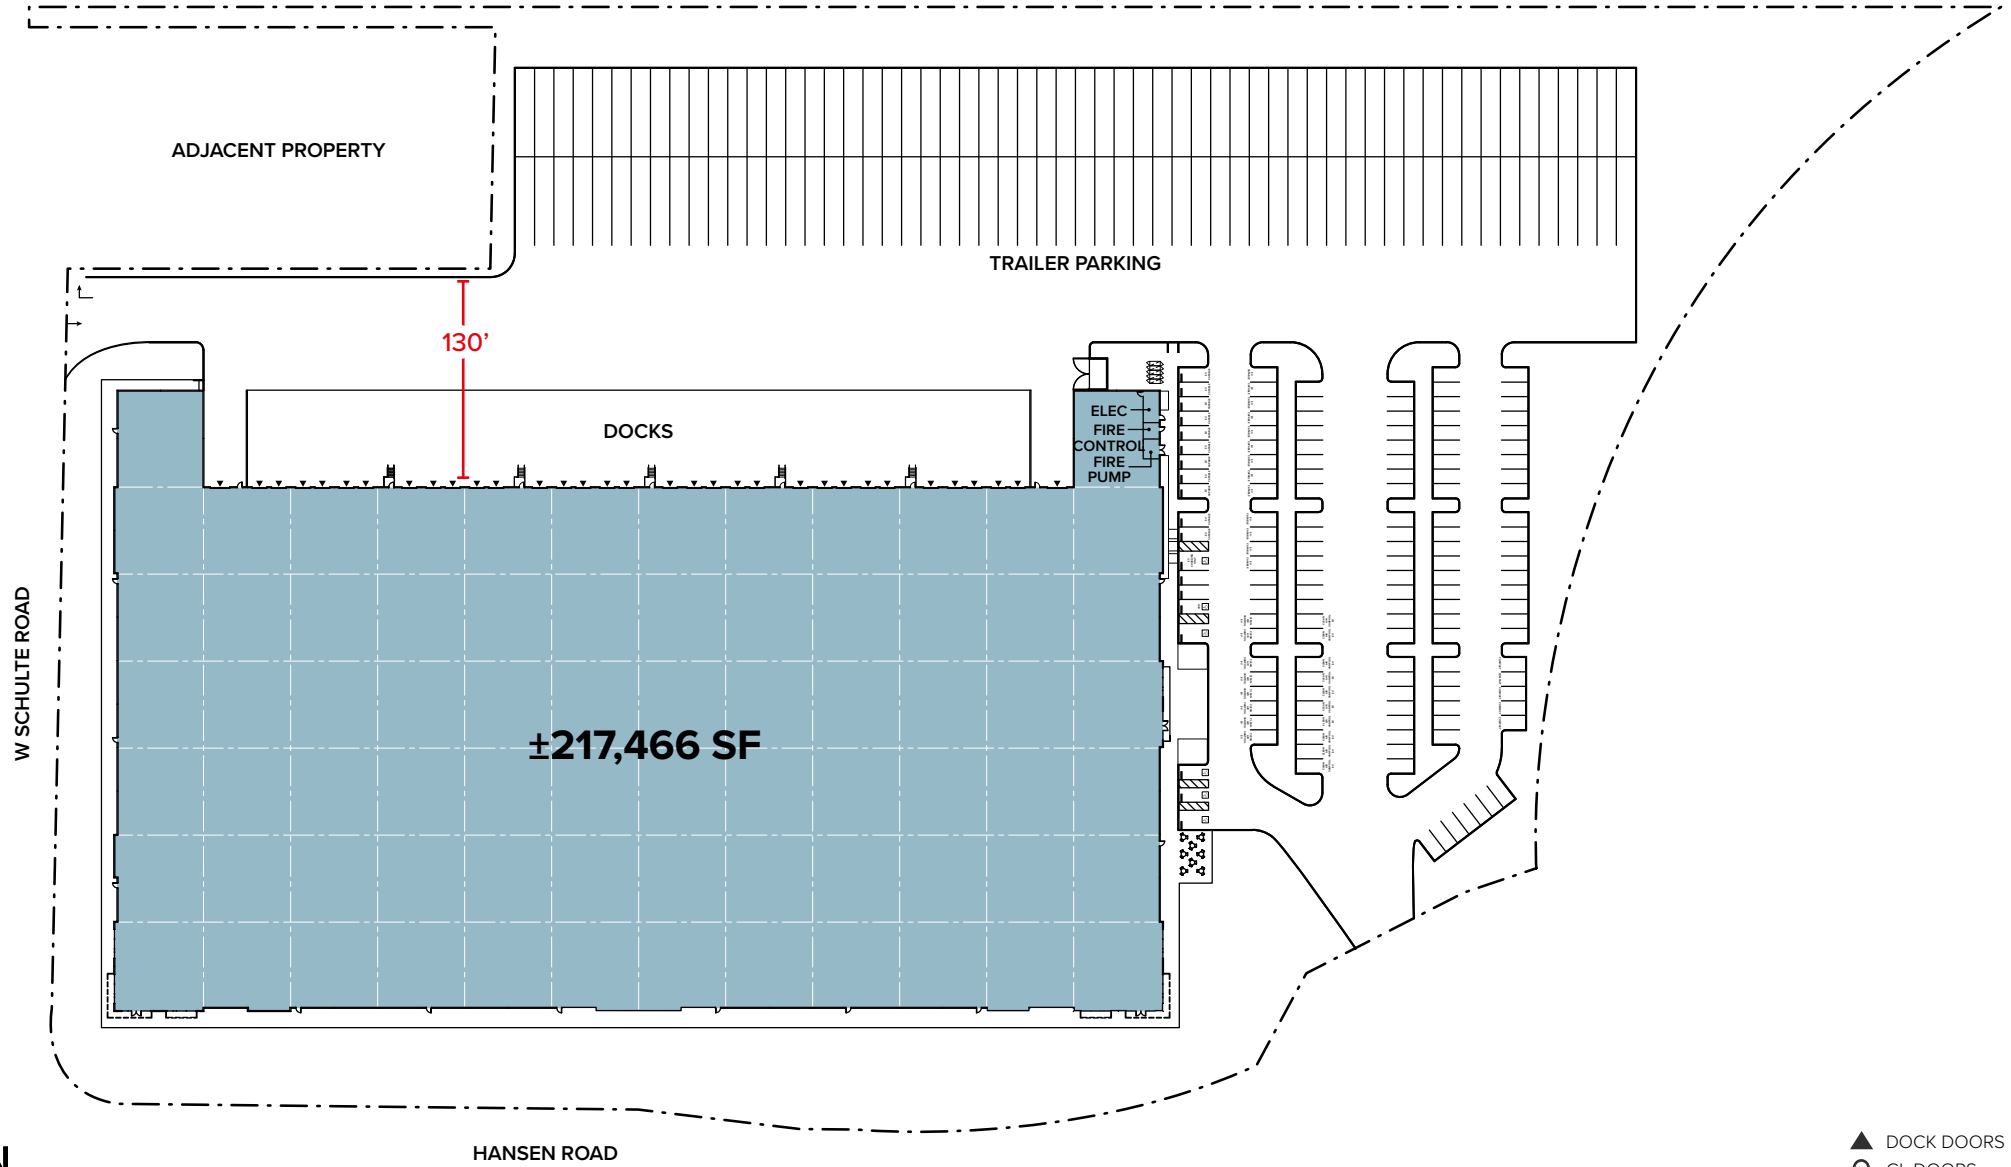 ADJACENT PROPERTY
TRAILER PARKING
130’
DOCKS
ELEC
FIRE
CONTROL
FIRE
PUMP
W SCHULTE ROAD
±217,466 SF
HANSEN ROAD
DOCK DOORS